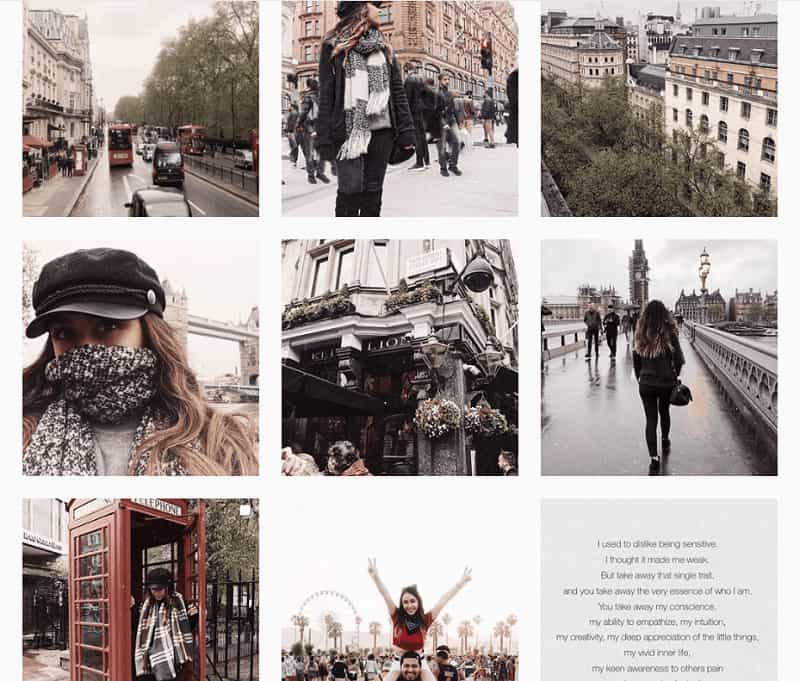 TELEPHONE
I used to dislike being sensitive.
I thought it made me weak.
But take away that single trait,
and you take away the very essence of who I am.
You take away my conscience,
my ability to empathize, my intuition,
my creativity, my deep appreciation of the little things,
my vivid inner life,
my keen awareness to others pain